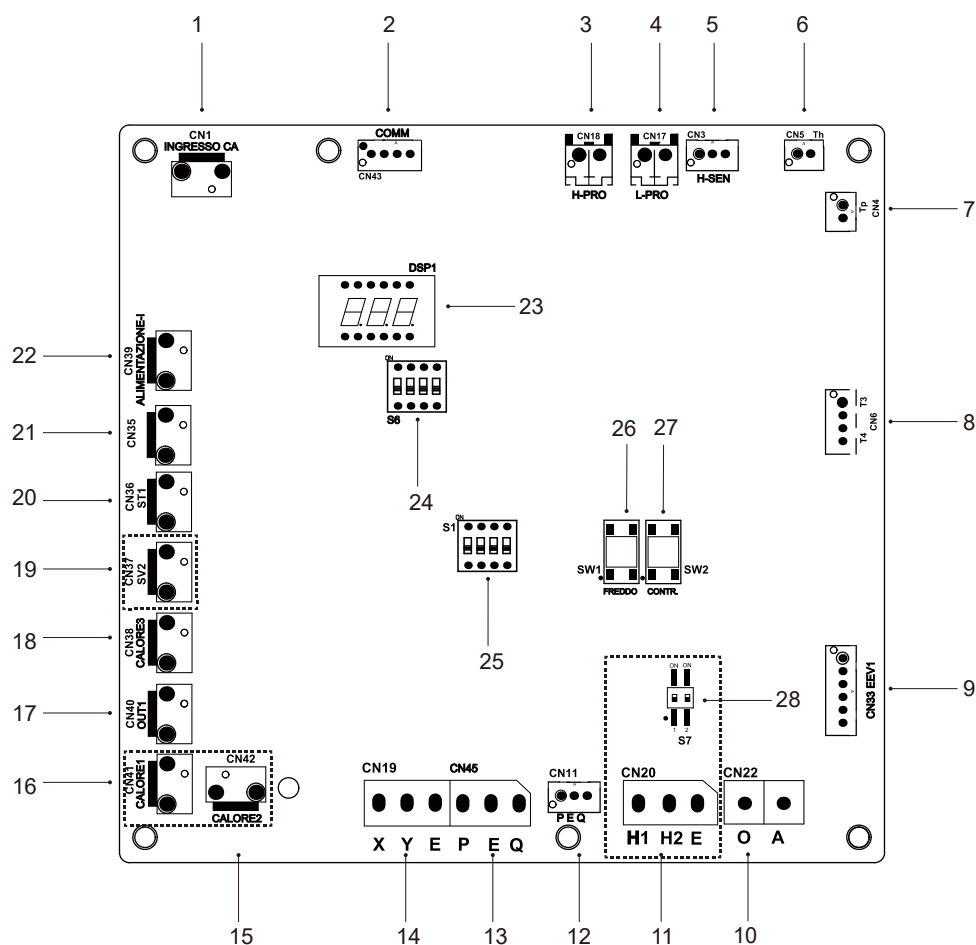 1 2 3 4 5 6
CN1
INGRESSO CA
COMM
CN43
CN18
H-PRO
CN17
L-PRO
CN3
H-SEN
CN5 Th
Tp
CN4
7
DSP1
23
22
CN39
ALIMENTAZIONE-I
ON
S6
24
21
CN35
20
CN36
ST1
19
CN37
SV2
18
CN38
CALORE3
17
CN40
OUT1
16
CN41
CALORE1
CN42
CALORE2
T3
CN6
T4
8
26 27
SW1
SW2
FREDDO
CONTR.
ON
S1
25
ON ON
1 2
S7
28
CN33 EEV1
9
CN19
CN45
X Y E P E Q
CN11
P E Q
CN20
H1 H2 E
CN22
O A
15 14 13 12 11 10